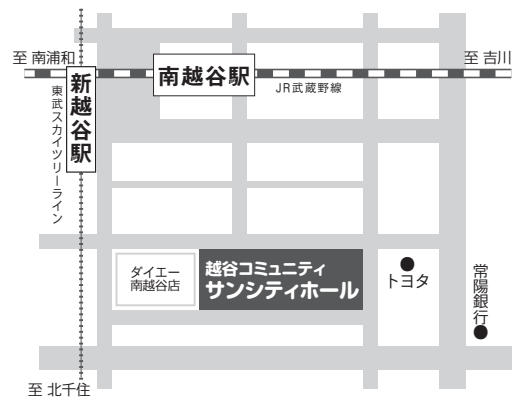 至 南浦和
南越谷駅
至 吉川
JR武蔵野線
新越谷駅
東武スカイツリーライン
ダイエー
南越谷店
越谷コミュニティ
サンシティホール
トヨタ
常陽銀行
至 北千住